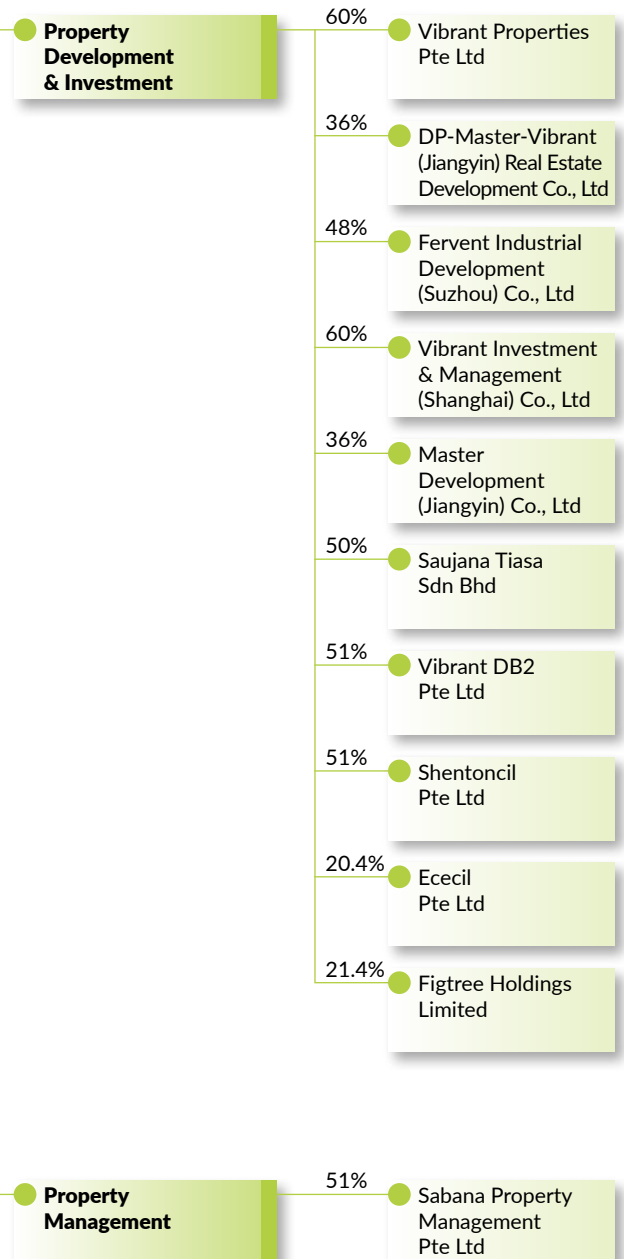 Property
Development
& Investment
60%
Vibrant Properties
Pte Ltd
36%
DP-Master-Vibrant
(Jiangyin) Real Estate
Development Co., Ltd
48%
Fervent Industrial
Development
(Suzhou) Co., Ltd
60%
Vibrant Investment
& Management
(Shanghai) Co., Ltd
36%
Master
Development
(Jiangyin) Co., Ltd
50%
Saujana Tiasa
Sdn Bhd
51%
Vibrant DB2
Pte Ltd
51%
Shentoncil
Pte Ltd
20.4%
Ececil
Pte Ltd
21.4%
Figtree Holdings
Limited
Property
Management
51%
Sabana Property
Management
Pte Ltd